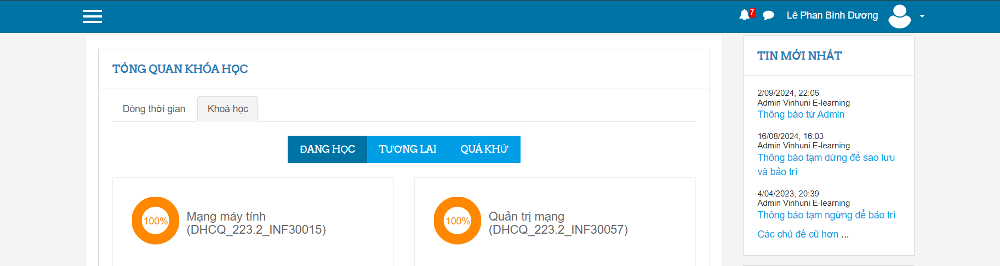 7
Lê Phan Bình Dương
TỔNG QUAN KHÓA HỌC
Dòng thời gian
Khoá học
ĐANG HỌC
TƯƠNG LAI
QUÁ KHỨ
100%
Mạng máy tính
(DHCQ_223.2_INF30015)
100%
Quản trị mạng
(DHCQ_223.2_INF30057)
TIN MỚI NHẤT
2/09/2024, 22:06
Admin Vinhuni E-learning
Thông báo từ Admin
16/08/2024, 16:03
Admin Vinhuni E-learning
Thông báo tạm dừng để sao lưu
và bảo trì
4/04/2023, 20:39
Admin Vinhuni E-learning
Thông báo tạm ngừng để bảo trì
Các chủ đề cũ hơn ...